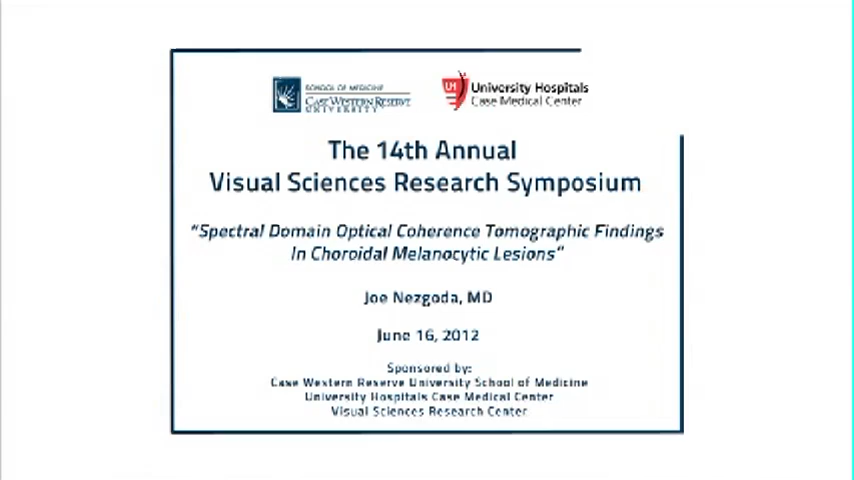 SCHOOL OF MEDICINE
CASE WESTERN RESERVE
UNIVERSITY
UH
University Hospitals
Case Medical Center
The 14th Annual
Visual Sciences Research Symposium
“Spectral Domain Optical Coherence Tomographic Findings
In Choroidal Melanocytic Lesions”
Joe Nezgoda, MD
June 16, 2012
Sponsored by:
Case Western Reserve University School of Medicine
University Hospitals Case Medical Center
Visual Sciences Research Center